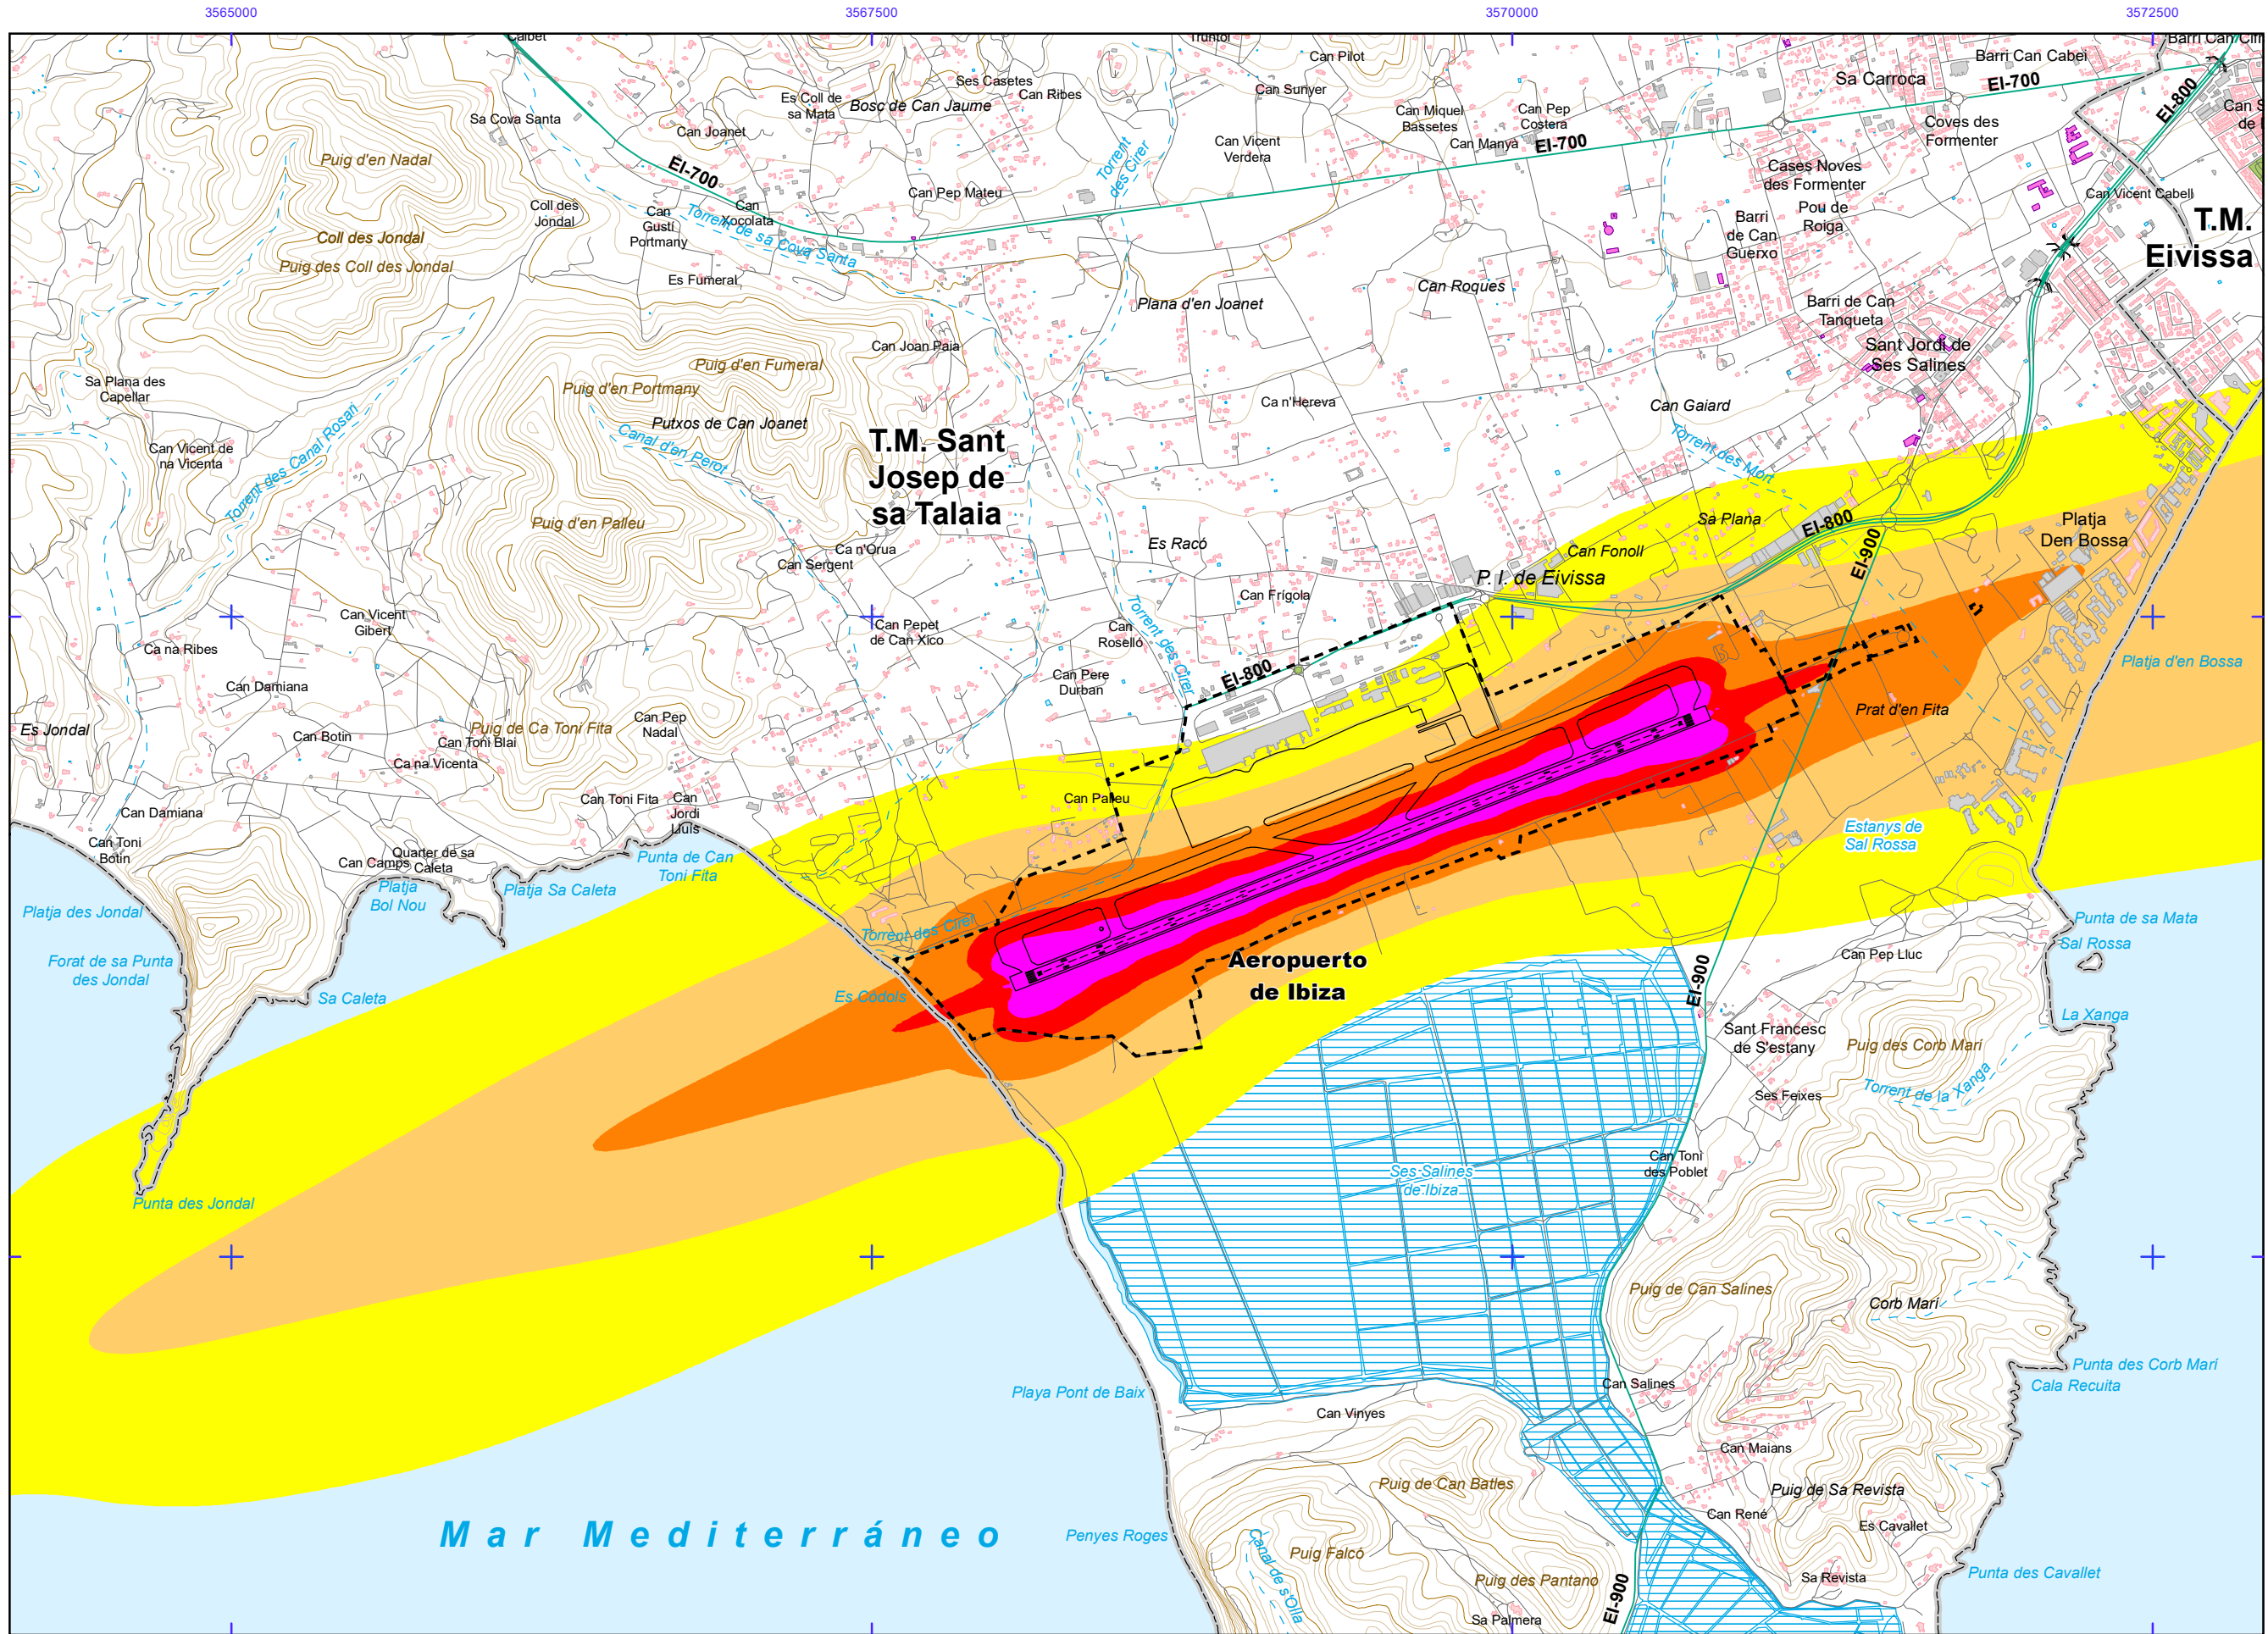 3565000
3567500
3570000
3572500
Calbet
Truntol
Can Pilot
Barri Can Cabei
Sa Carroca
EI-700
EI-800
Ses Casetes
Can Ribes
Can Sunyer
Es Coll de
sa Mata
Bosc de Can Jaume
Can Miquel
Bassetes
Can Pep
Costera
Sa Cova Santa
Can Joanet
Coves des
Formenter
Can Manyà
EI-700
Can Vicent
Verdera
Torrent
des Cirer
Puig d'en Nadal
EI-700
Cases Noves
des Formenter
Can Vicent Cabell
Can Pep Mateu
Coll des
Jondal
Can
Gustí
Portmany
Can
Xocolata
Torrent de sa Cova Santa
Barri
de Can
Guerxo
Pou de
Roiga
T.M.
Eivissa
Coll des Jondal
Puig des Coll des Jondal
Es Fumeral
Can Roques
Plana d'en Joanet
Barri de Can
Tanqueta
Can Joan Paia
Sant Jordi de
Ses Salines
Puig d'en Fumeral
Puig d'en Portmany
Sa Plana des
Capellar
Putxos de Can Joanet
Ca n'Hereva
Can Gaiard
Canal d'en Perot
Torrent des Canal Rosari
Can Vicent de
na Vicenta
T.M. Sant
Josep de
sa Talaia
Torrent des Mort
Puig d'en Palleu
Sa Plana
EI-800
Platja
Den Bossa
Ca n'Orua
Can Sergent
Es Racó
Can Fonoll
EI-900
P. I. de Eivissa
Can Frígola
Can Vicent
Gibert
Can Pepet
de Can Xico
Can
Roselló
Torrent des Cirer
Ca na Ribes
Platja d'en Bossa
EI-800
Can Damiana
Can Pere
Durban
Es Jondal
Can Botin
Puig de Ca Toni Fita
Can Toni Blai
Can Pep
Nadal
Prat d'en Fita
Ca na Vicenta
Can Toni Fita
Can
Jordi
Lluis
Can Palleu
Can Damiana
Can Toni
Botin
Can Camps
Quarter de sa
Caleta
Punta de Can
Toni Fita
Estanys de
Sal Rossa
Platja
Bol Nou
Platja Sa Caleta
Platja des Jondal
Torrent des Cirer
Punta de sa Mata
Sal Rossa
Forat de sa Punta
des Jondal
Aeropuerto
de Ibiza
Can Pep Lluc
EI-900
Sa Caleta
Es Còdols
La Xanga
Sant Francesc
de S'estany
Puig des Corb Marí
Torrent de la Xanga
Ses Feixes
Can Toni
des Poblet
Ses Salines
de Ibiza
Punta des Jondal
Puig de Can Salines
Corb Marí
Punta des Corb Marí
Cala Recuita
Playa Pont de Baix
Can Salines
Can Vinyes
Can Maians
Puig de Can Batles
Puig de Sa Revista
Can René
Es Cavallet
Mar Mediterráneo
Penyes Roges
Canal de s'Olla
Puig Falcó
Puig des Pantano
EI-900
Sa Revista
Punta des Cavallet
Sa Palmera